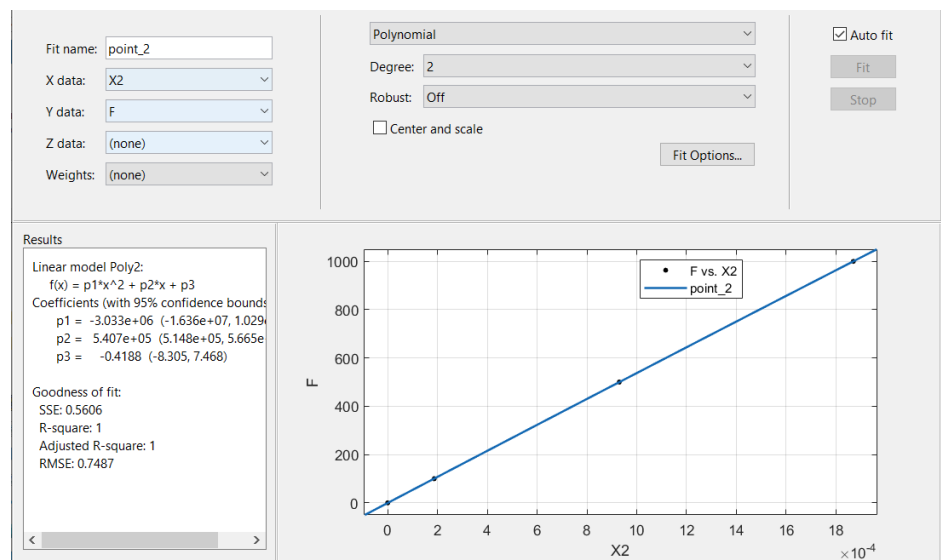 Fit name: point_2
X data: X2
Y data: F
Z data: (none)
Weights: (none)
Polynomial
Degree: 2
Robust: Off
Center and scale
Fit Options...
Auto fit
Fit
Stop
Results
Linear model Poly2:
f(x) = p1*x^2 + p2*x + p3
Coefficients (with 95% confidence bounds
p1 = -3.033e+06 (-1.636e+07, 1.029e
p2 = 5.407e+05 (5.148e+05, 5.665e
p3 = -0.4188 (-8.305, 7.468)
Goodness of fit:
SSE: 0.5606
R-square: 1
Adjusted R-square: 1
RMSE: 0.7487
F vs. X2
point_2
1000
800
600
400
200
0
F
0 2 4 6 8 10 12 14 16 18
X2
×10-4